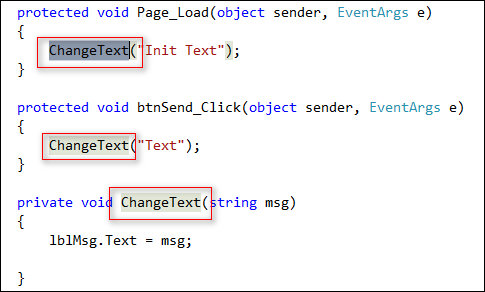 protected void Page_Load(object sender, EventArgs e)
{
    ChangeText("Init Text");
}
protected void btnSend_Click(object sender, EventArgs e)
{
    ChangeText("Text");
}
private void ChangeText(string msg)
{
    lblMsg.Text = msg;
}